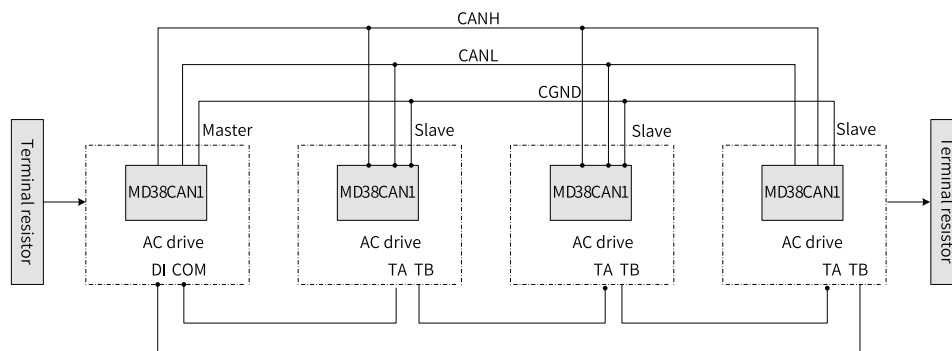 CANH
CANL
CGND
Master
Slave
Slave
Slave
Terminal resistor
MD38CAN1
MD38CAN1
MD38CAN1
MD38CAN1
Terminal resistor
AC drive
AC drive
AC drive
AC drive
DI COM
TA TB
TA TB
TA TB